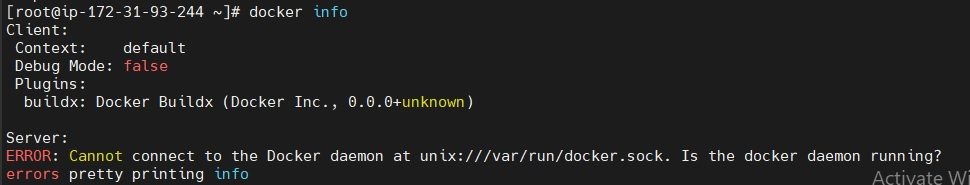 [root@ip-172-31-93-244 ~]# docker info
Client:
 Context:    default
 Debug Mode: false
 Plugins:
  buildx: Docker Buildx (Docker Inc., 0.0.0+unknown)

Server:
ERROR: Cannot connect to the Docker daemon at unix:///var/run/docker.sock. Is the docker daemon running?
errors pretty printing info
Activate Wi